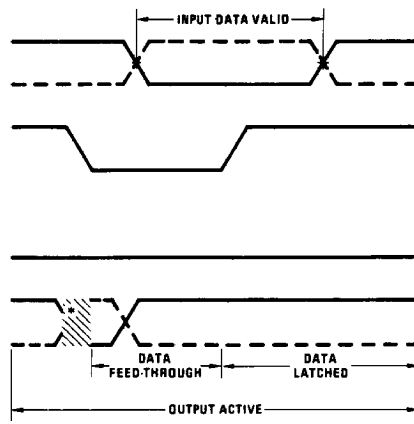 INPUT DATA VALID
*
DATA
FEED-THROUGH
DATA
LATCHED
OUTPUT ACTIVE